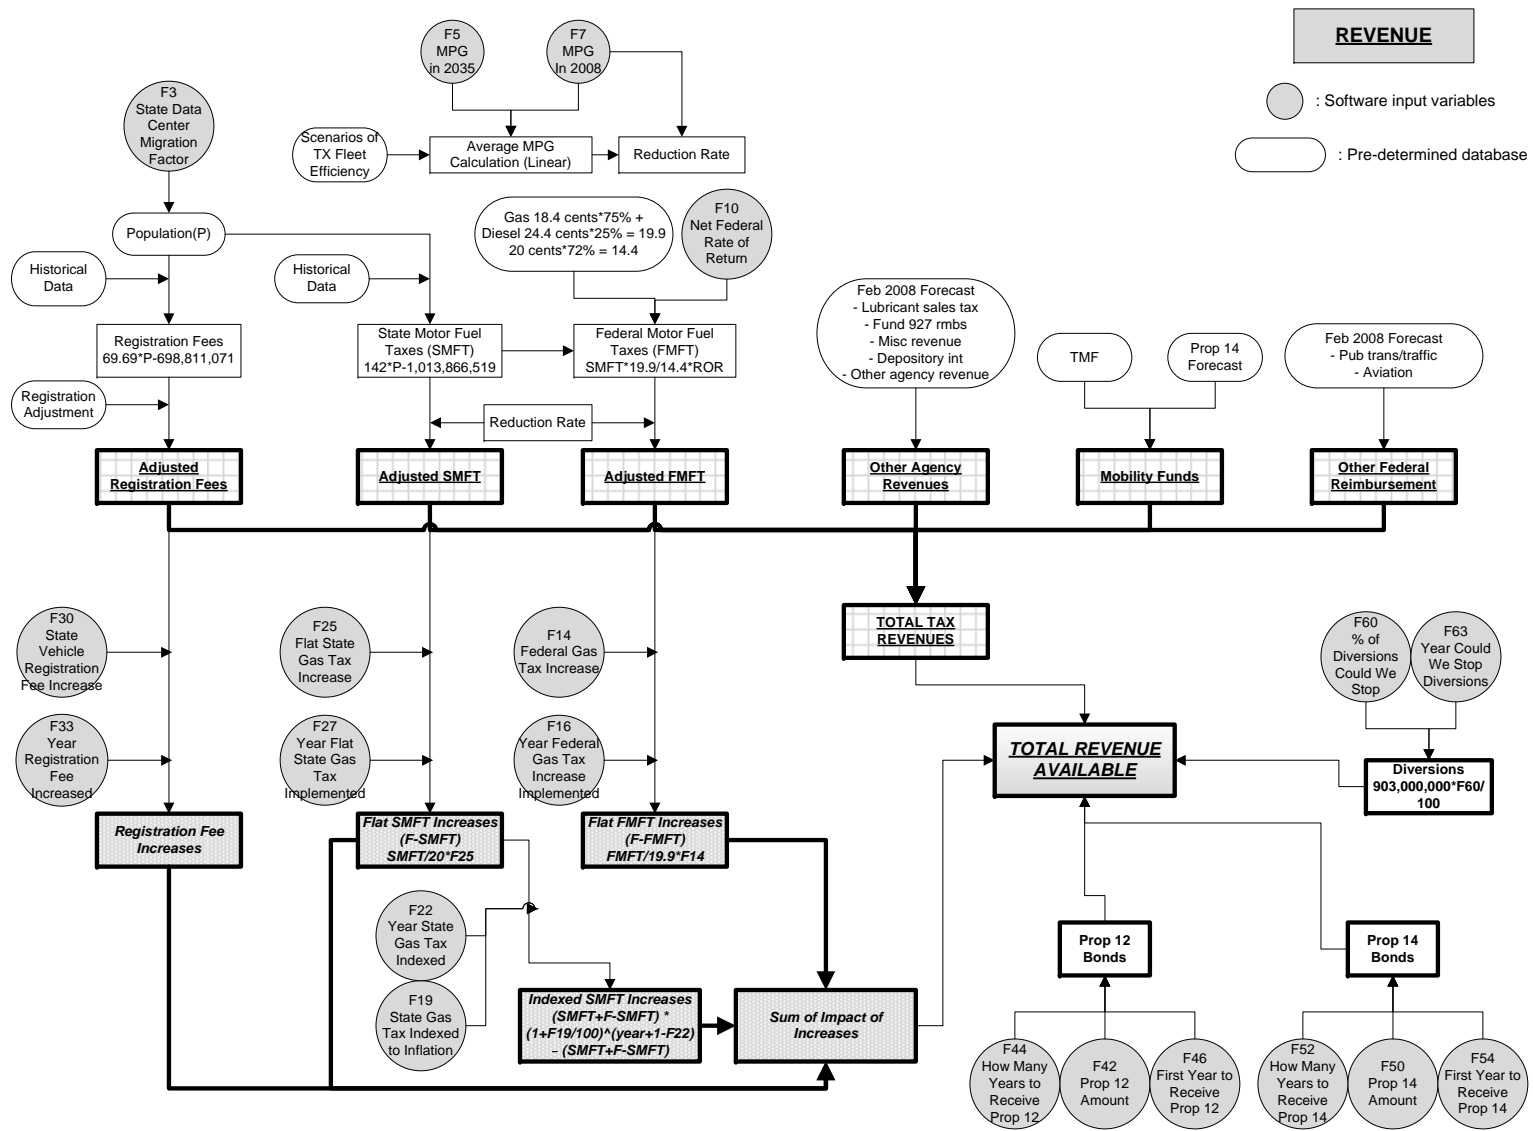 REVENUE
: Software input variables
: Pre-determined database
F5
MPG
in 2035
F7
MPG
In 2008
F3
State Data
Center
Migration
Factor
Scenarios of
TX Fleet
Efficiency
Average MPG
Calculation (Linear)
Reduction Rate
Population(P)
Gas 18.4 cents*75% +
Diesel 24.4 cents*25% = 19.9
20 cents*72% = 14.4
F10
Net Federal
Rate of
Return
Historical
Data
Historical
Data
Registration Fees
69.69*P-698,811,071
State Motor Fuel
Taxes (SMFT)
142*P-1,013,866,519
Federal Motor Fuel
Taxes (FMFT)
SMFT*19.9/14.4*ROR
Feb 2008 Forecast
- Lubricant sales tax
- Fund 927 rmbs
- Misc revenue
- Depository int
- Other agency revenue
TMF
Prop 14
Forecast
Feb 2008 Forecast
- Pub trans/traffic
- Aviation
Registration
Adjustment
Reduction Rate
Adjusted
Registration Fees
Adjusted SMFT
Adjusted FMFT
Other Agency
Revenues
Mobility Funds
Other Federal
Reimbursement
F30
State
Vehicle
Registration
Fee Increase
F25
Flat State
Gas Tax
Increase
F14
Federal Gas
Tax Increase
TOTAL TAX
REVENUES
F60
% of
Diversions
Could We
Stop
F63
Year Could
We Stop
Diversions
F33
Year
Registration
Fee
Increased
F27
Year Flat
State Gas
Tax
Implemented
F16
Year Federal
Gas Tax
Increase
Implemented
TOTAL REVENUE
AVAILABLE
Diversions
903,000,000*F60/
100
Registration Fee
Increases
Flat SMFT Increases
(F-SMFT)
SMFT/20*F25
Flat FMFT Increases
(F-FMFT)
FMFT/19.9*F14
F22
Year State
Gas Tax
Indexed
F19
State Gas
Tax Indexed
to Inflation
Indexed SMFT Increases
(SMFT+F-SMFT) *
(1+F19/100)^(year+1-F22)
– (SMFT+F-SMFT)
Sum of Impact of
Increases
Prop 12
Bonds
Prop 14
Bonds
F44
How Many
Years to
Receive
Prop 12
F42
Prop 12
Amount
F46
First Year to
Receive
Prop 12
F52
How Many
Years to
Receive
Prop 14
F50
Prop 14
Amount
F54
First Year to
Receive
Prop 14